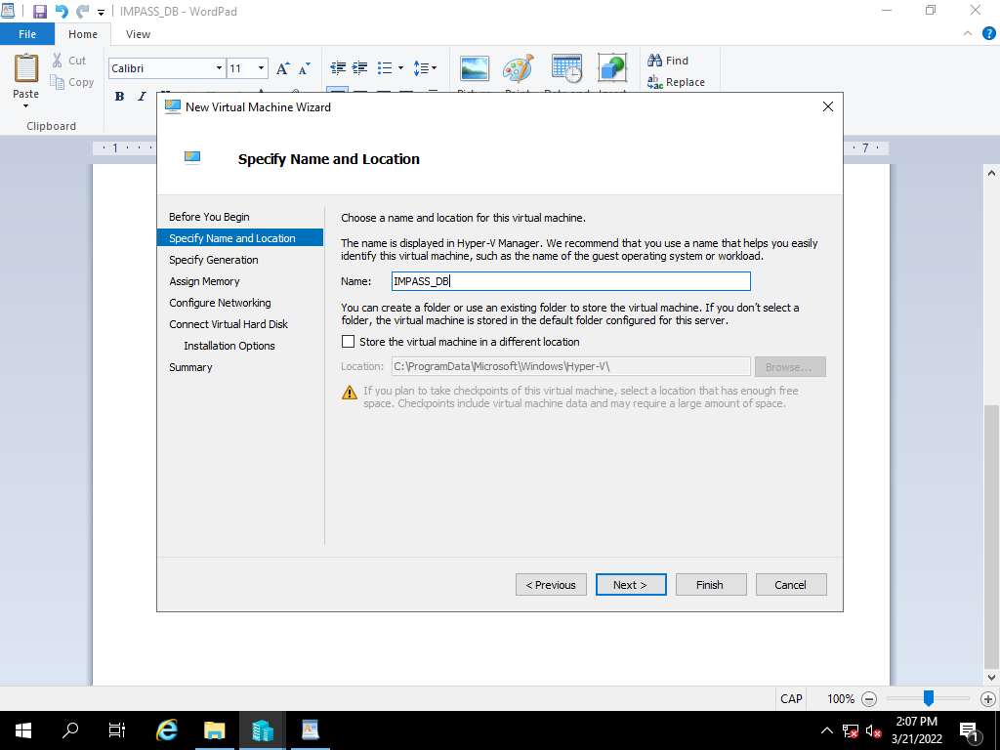 IMPASS_DB - WordPad
File
Home
View
Paste
Cut
Copy
Clipboard
Calibri
11
B
I
Find
Replace
1
7
New Virtual Machine Wizard
Specify Name and Location
Before You Begin
Specify Name and Location
Specify Generation
Assign Memory
Configure Networking
Connect Virtual Hard Disk
Installation Options
Summary
Choose a name and location for this virtual machine.
The name is displayed in Hyper-V Manager. We recommend that you use a name that helps you easily
identify this virtual machine, such as the name of the guest operating system or workload.
Name: IMPASS_DB
You can create a folder or use an existing folder to store the virtual machine. If you don't select a
folder, the virtual machine is stored in the default folder configured for this server.
Store the virtual machine in a different location
Location: C:\ProgramData\Microsoft\Windows\Hyper-V\ Browse...
If you plan to take checkpoints of this virtual machine, select a location that has enough free
space. Checkpoints include virtual machine data and may require a large amount of space.
< Previous
Next >
Finish
Cancel
CAP
100%
2:07 PM
3/21/2022
1